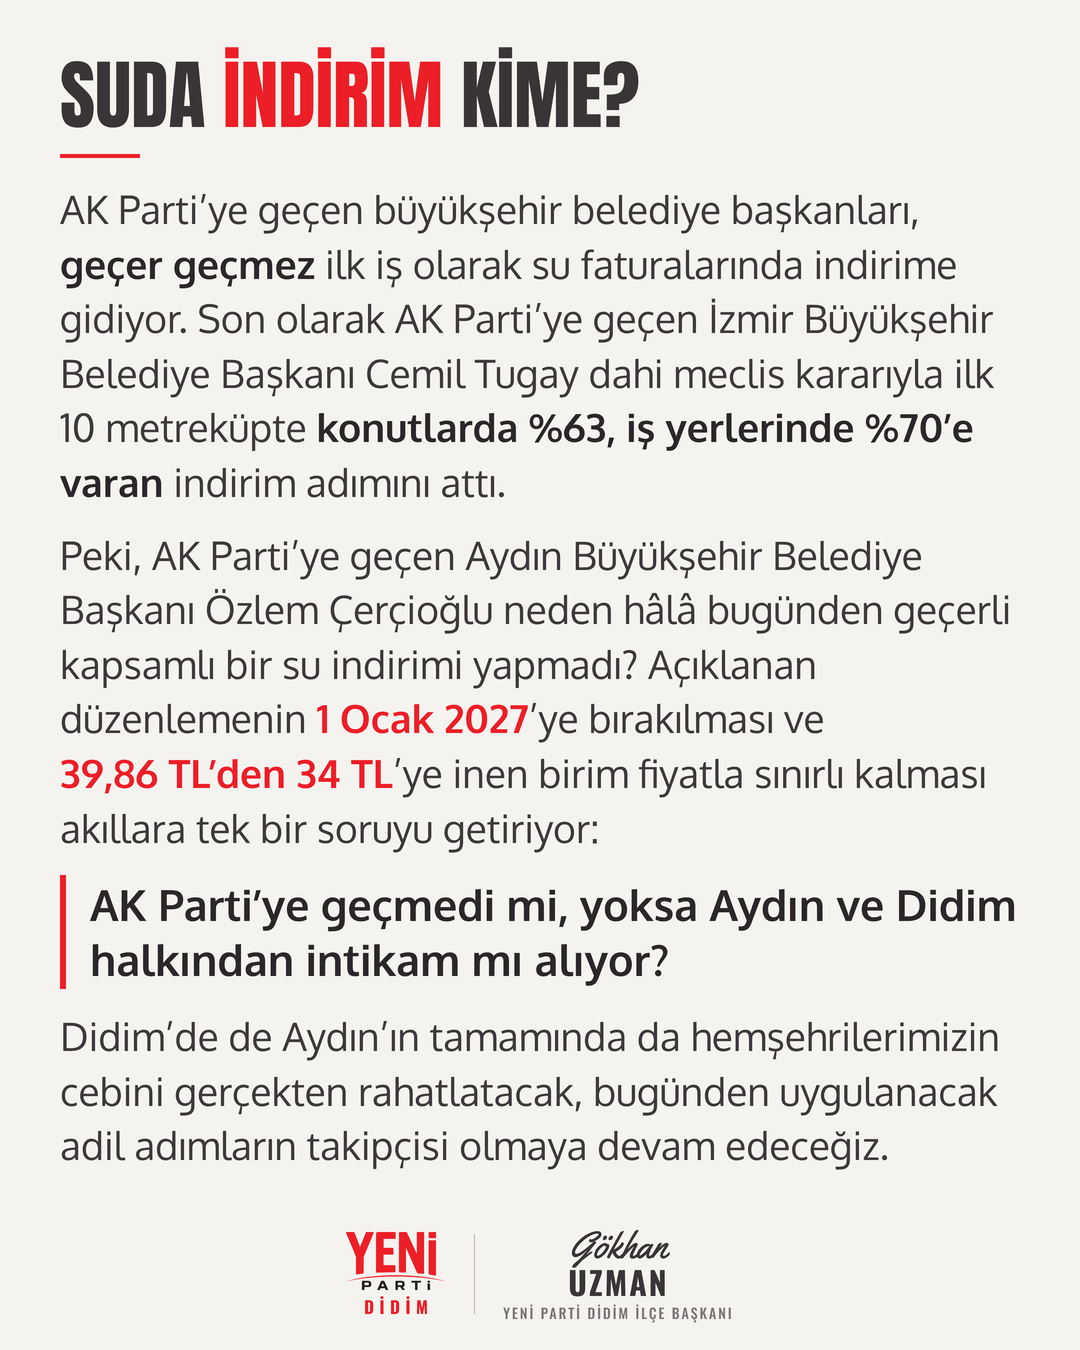 SUDA İNDİRİM KİME?
AK Parti’ye geçen büyükşehir belediye başkanları,
geçer geçmez ilk iş olarak su faturalarında indirime
gidiyor. Son olarak AK Parti’ye geçen İzmir Büyükşehir
Belediye Başkanı Cemil Tugay dahi meclis kararıyla ilk
10 metreküpte konutlarda %63, iş yerlerinde %70’e
varan indirim adımını attı.
Peki, AK Parti’ye geçen Aydın Büyükşehir Belediye
Başkanı Özlem Çerçioğlu neden hâlâ bugünden geçerli
kapsamlı bir su indirimi yapmadı? Açıklanan
düzenlemenin 1 Ocak 2027’ye bırakılması ve
39,86 TL’den 34 TL’ye inen birim fiyatla sınırlı kalması
akıllara tek bir soruyu getiriyor:
AK Parti’ye geçmedi mi, yoksa Aydın ve Didim
halkından intikam mı alıyor?
Didim’de de Aydın’ın tamamında da hemşehrilerimizin
cebini gerçekten rahatlatacak, bugünden uygulanacak
adil adımların takipçisi olmaya devam edeceğiz.
YENİ
PARTİ
DİDİM
Gökhan
UZMAN
YENİ PARTİ DİDİM İLÇE BAŞKANI